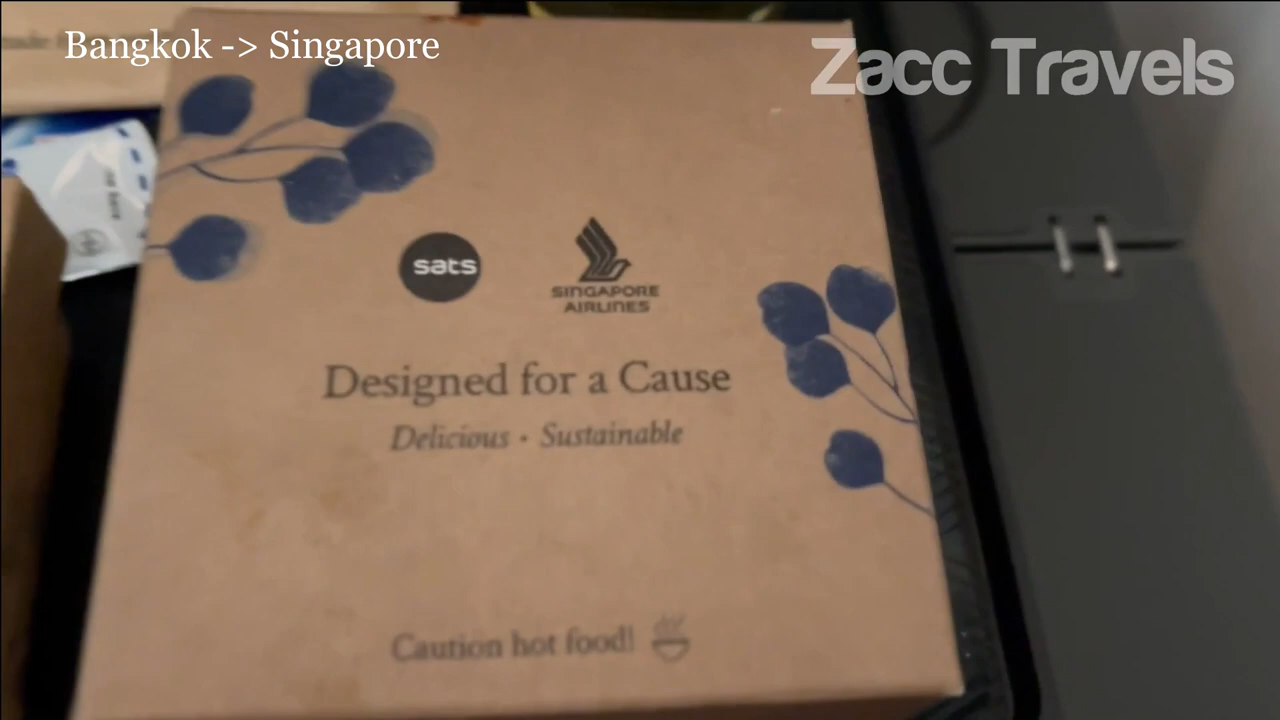 Bangkok -> Singapore
Zacc Travels
sats
SINGAPORE
AIRLINES
Designed for a Cause
Delicious • Sustainable
Caution hot food!